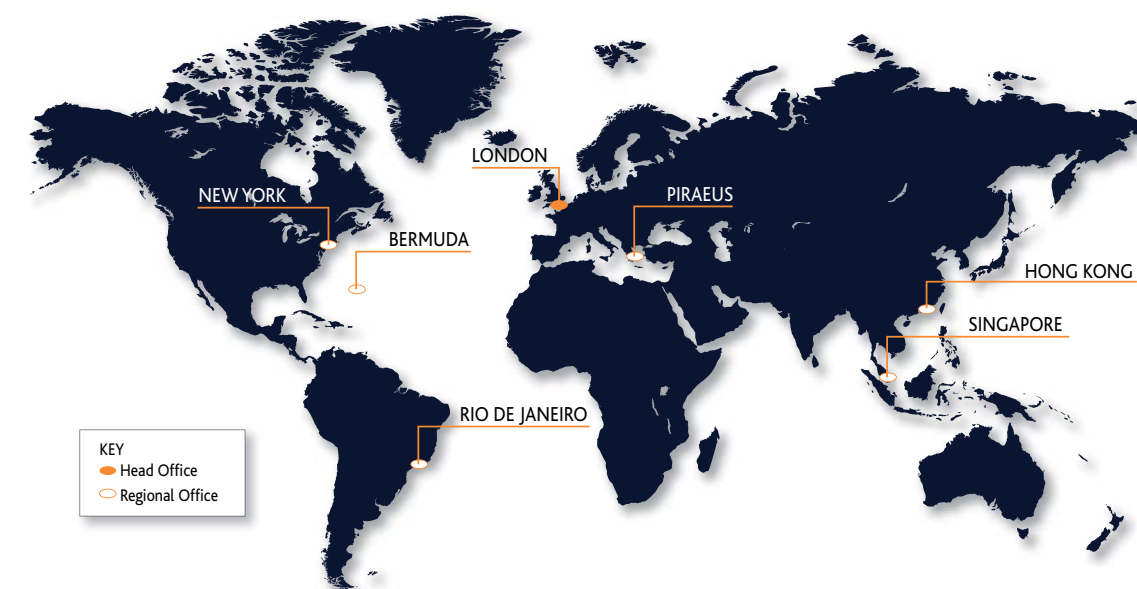 LONDON
NEW YORK
PIRAEUS
BERMUDA
HONG KONG
SINGAPORE
RIO DE JANEIRO
KEY
Head Office
Regional Office